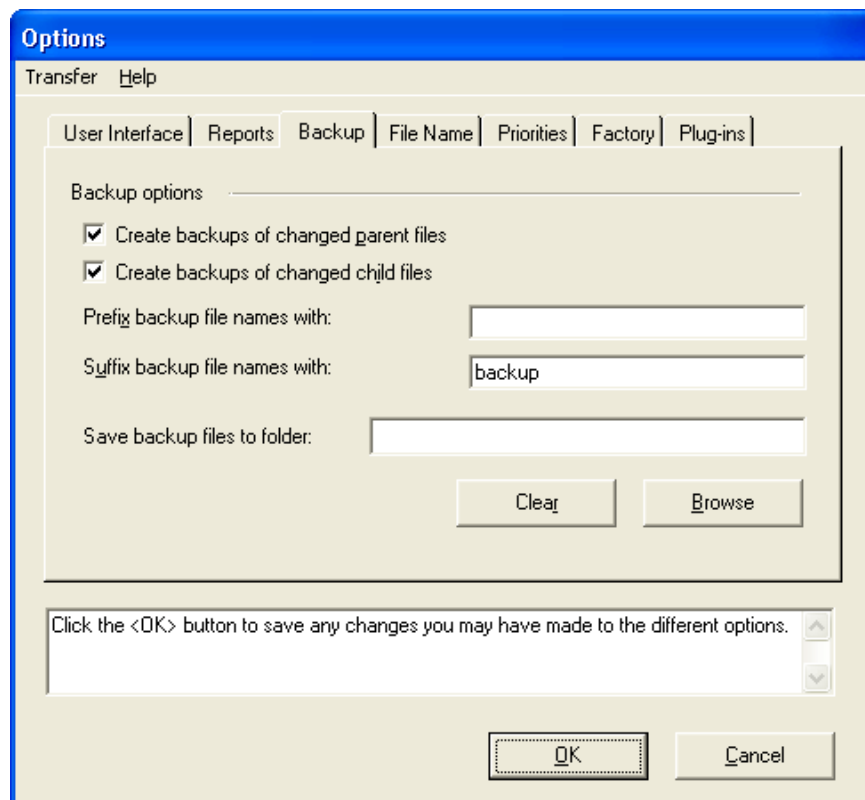 Options
Transfer Help
User Interface Reports Backup File Name Priorities Factory Plug-ins
Backup options
Create backups of changed parent files
Create backups of changed child files
Prefix backup file names with:
Suffix backup file names with: backup
Save backup files to folder:
Clear Browse
Click the <OK> button to save any changes you may have made to the different options.
OK Cancel